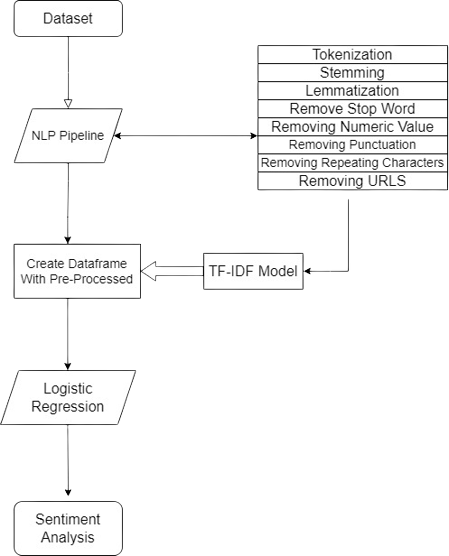 Dataset
NLP Pipeline
Tokenization
Stemming
Lemmatization
Remove Stop Word
Removing Numeric Value
Removing Punctuation
Removing Repeating Characters
Removing URLS
Create Dataframe
With Pre-Processed
TF-IDF Model
Logistic
Regression
Sentiment
Analysis